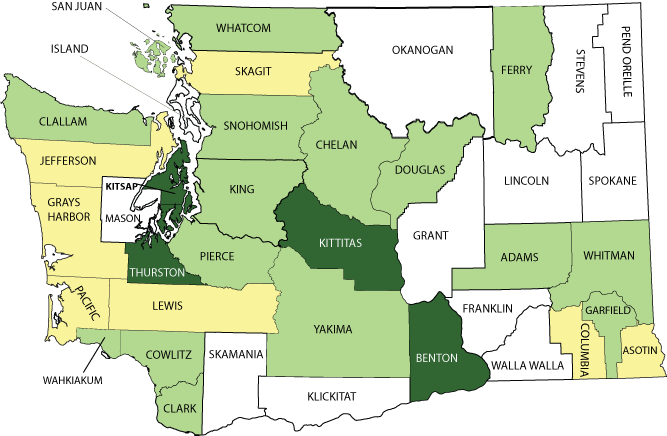 SAN JUAN
ISLAND
WHATCOM
SKAGIT
OKANOGAN
FERRY
STEVENS
PEND OREILLE
CLALLAM
SNOHOMISH
CHELAN
JEFFERSON
DOUGLAS
KITSAP
KING
LINCOLN
SPOKANE
GRAYS
HARBOR
MASON
KITTITAS
GRANT
THURSTON
PIERCE
ADAMS
WHITMAN
PACIFIC
LEWIS
YAKIMA
FRANKLIN
GARFIELD
COLUMBIA
ASOTIN
WAHKIAKUM
COWLITZ
SKAMANIA
BENTON
WALLA WALLA
KLICKITAT
CLARK